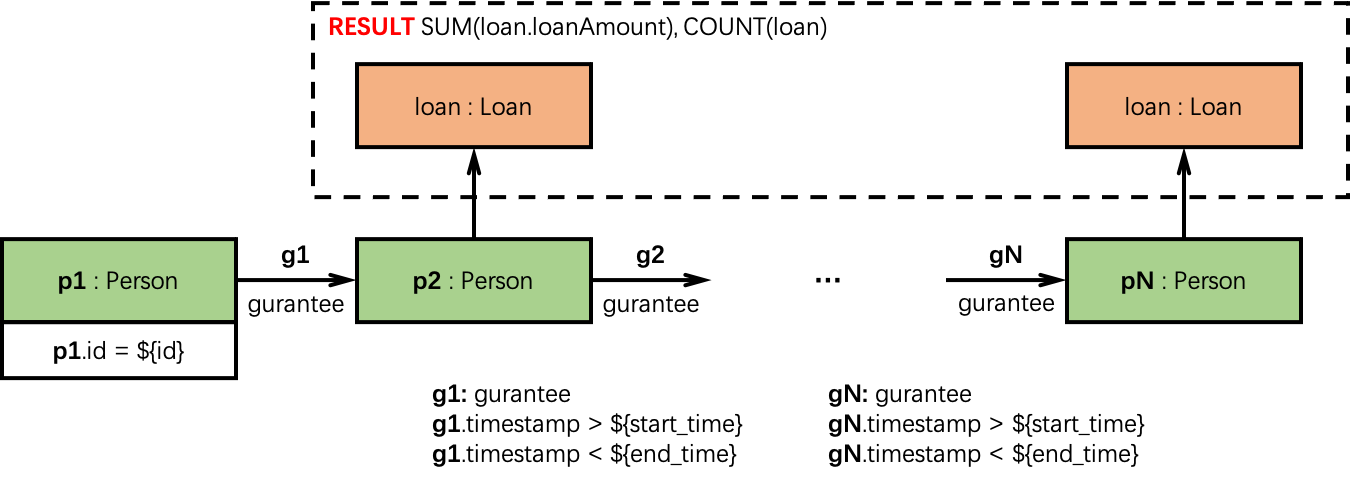 RESULT SUM(loan.loanAmount), COUNT(loan)
loan : Loan
loan : Loan
p1 : Person
g1
gurantee
p2 : Person
g2
gurantee
...
gN
gurantee
pN : Person
p1.id = ${id}
g1: gurantee
g1.timestamp > ${start_time}
g1.timestamp < ${end_time}
gN: gurantee
gN.timestamp > ${start_time}
gN.timestamp < ${end_time}